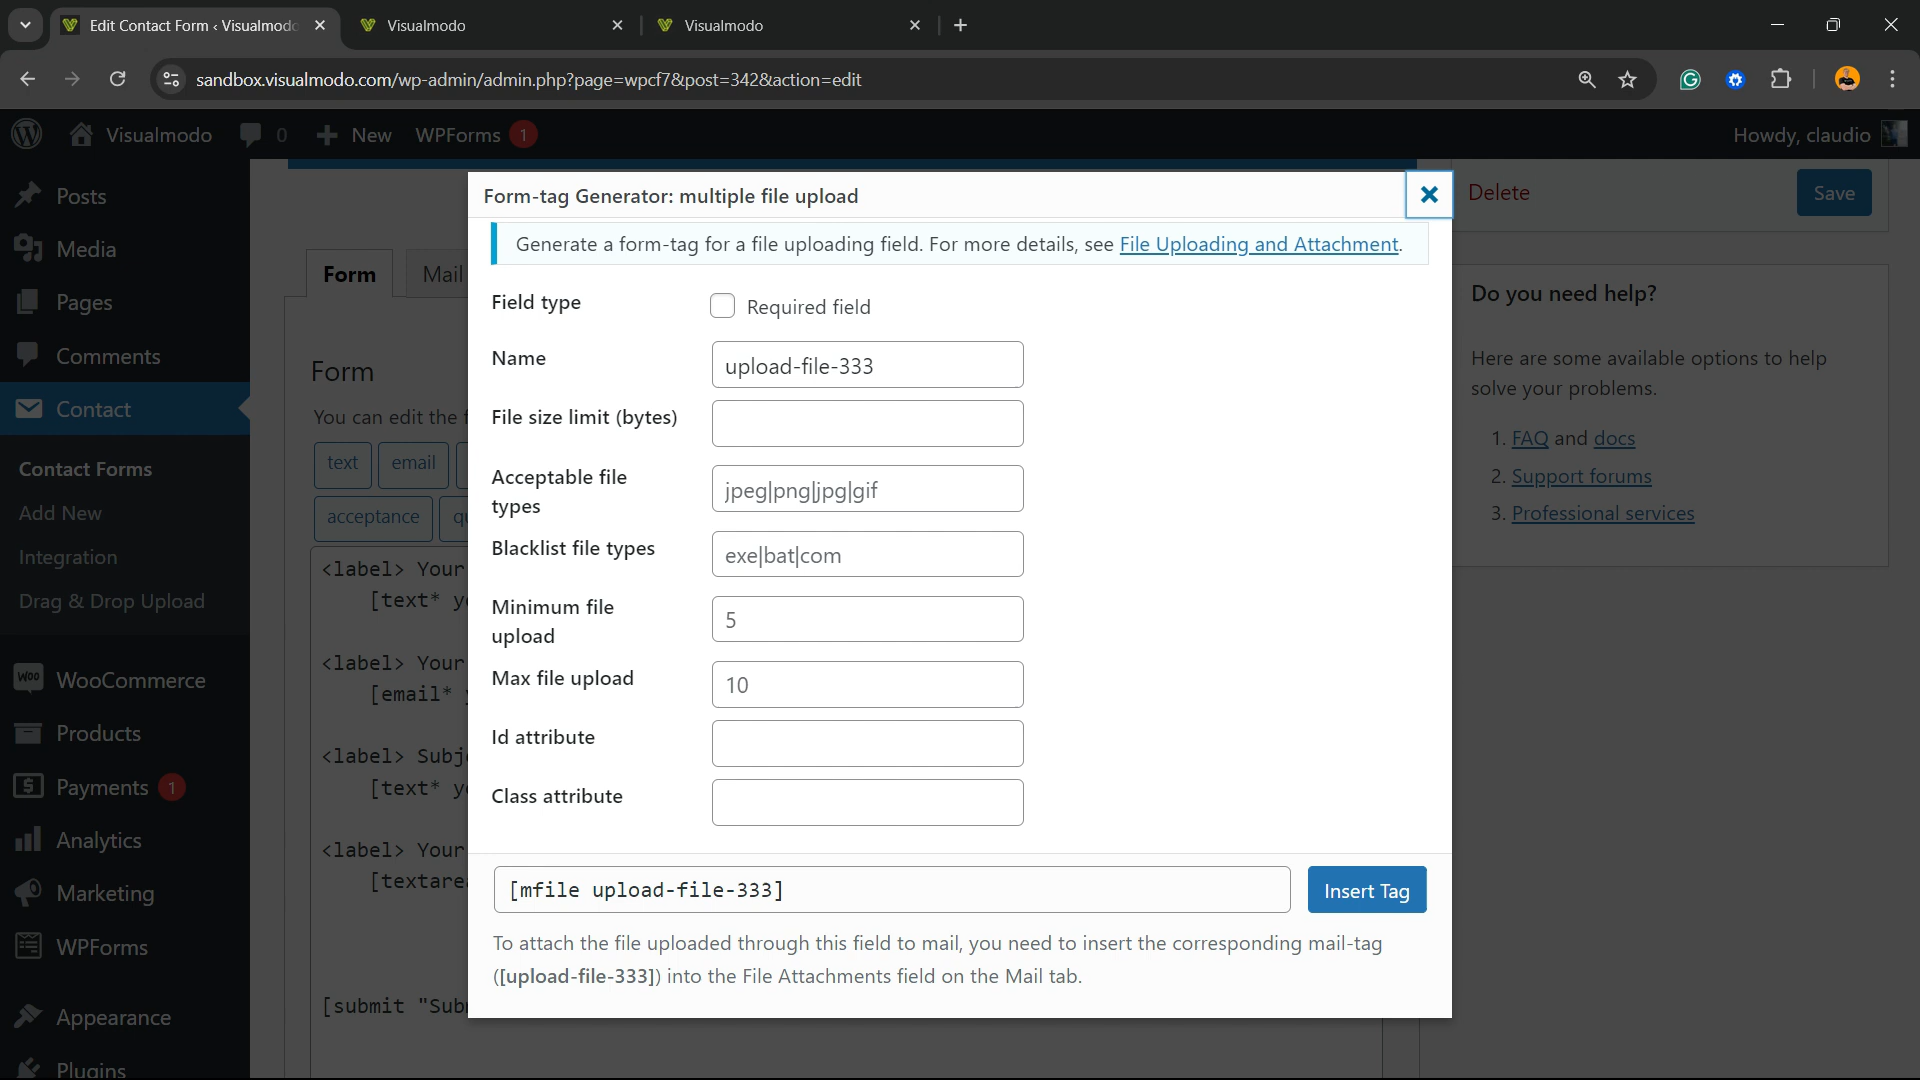 Edit Contact Form ‹ Visualmodo
Visualmodo
Visualmodo
sandbox.visualmodo.com/wp-admin/admin.php?page=wpcf7&post=342&action=edit
Visualmodo
0
New
WPForms
1
Howdy, claudio
Posts
Media
Pages
Comments
Contact
Contact Forms
Add New
Integration
Drag & Drop Upload
WooCommerce
Products
Payments
1
Analytics
Marketing
WPForms
Appearance
Plugins
Form
Mail
Form
You can edit the
text
email
acceptance
<label> Your
[text*
<label> Your
[email*
<label> Subj
[text*
<label> Your
[textarea
[submit "Sub
Form-tag Generator: multiple file upload
Generate a form-tag for a file uploading field. For more details, see File Uploading and Attachment.
Field type
Required field
Name
upload-file-333
File size limit (bytes)
Acceptable file
types
jpeg|png|jpg|gif
Blacklist file types
exe|bat|com
Minimum file
upload
5
Max file upload
10
Id attribute
Class attribute
[mfile upload-file-333]
Insert Tag
To attach the file uploaded through this field to mail, you need to insert the corresponding mail-tag
([upload-file-333]) into the File Attachments field on the Mail tab.
Delete
Save
Do you need help?
Here are some available options to help
solve your problems.
1. FAQ and docs
2. Support forums
3. Professional services